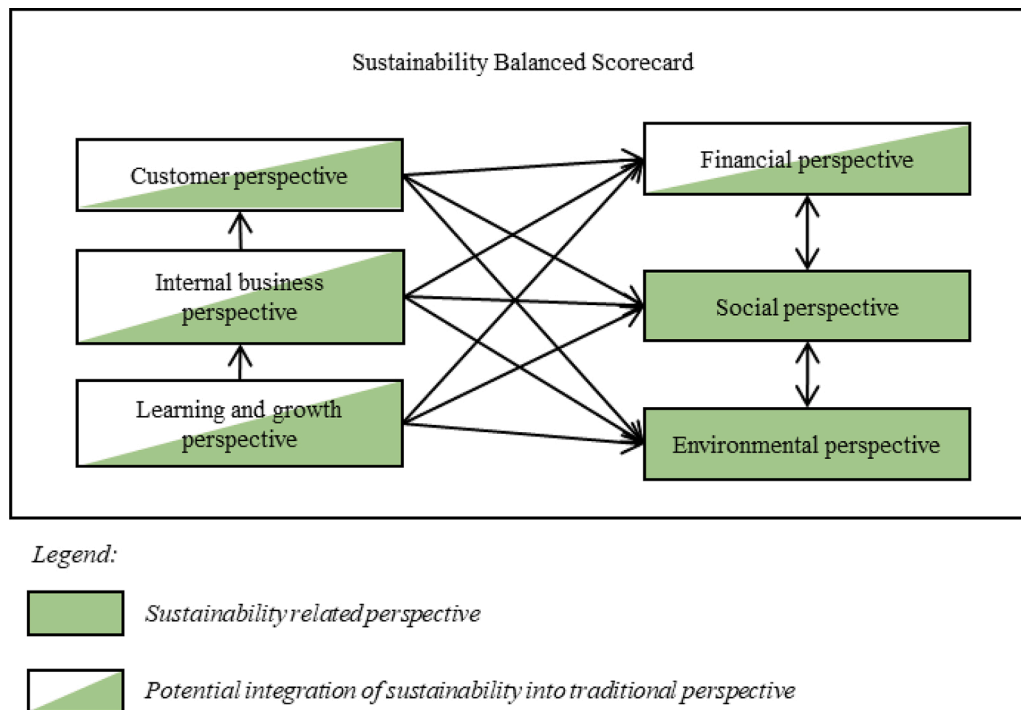 Sustainability Balanced Scorecard
Customer perspective
Internal business
perspective
Learning and growth
perspective
Financial perspective
Social perspective
Environmental perspective
Legend:
Sustainability related perspective
Potential integration of sustainability into traditional perspective